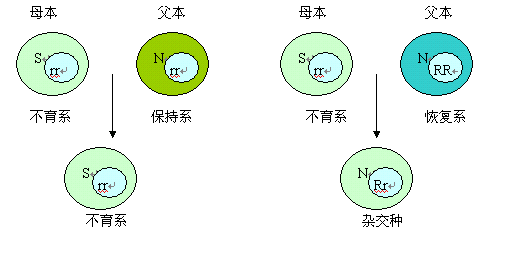 母本 父本 母本 父本
S rr N rr S rr N RR
不育系 保持系 不育系 恢复系
S rr N Rr
不育系 杂交种